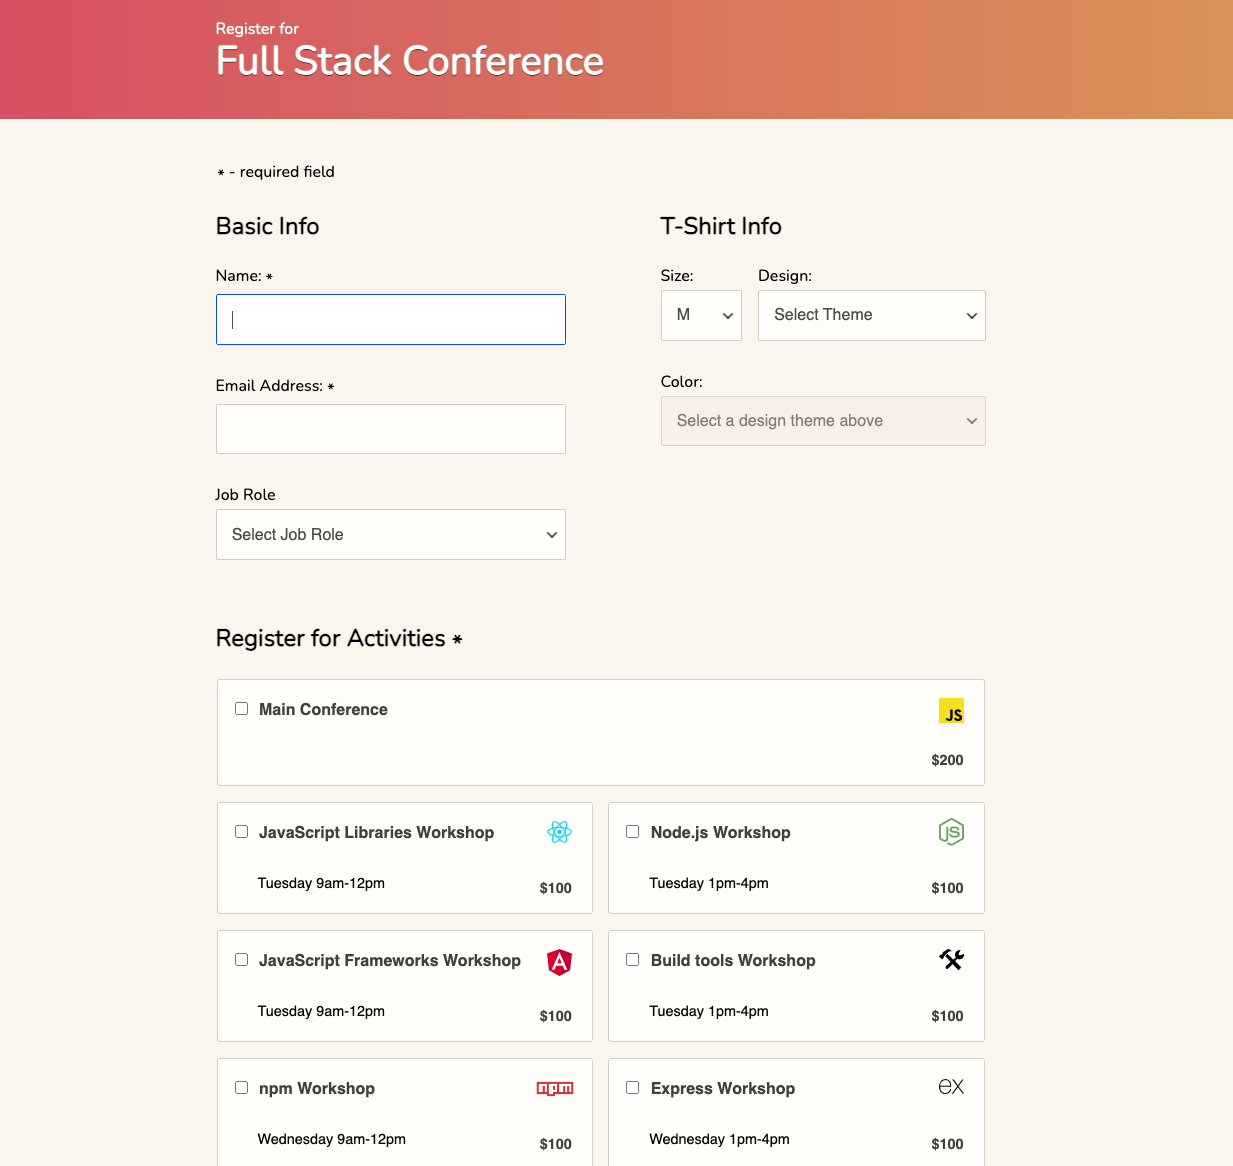 Register for
Full Stack Conference
* - required field
Basic Info
Name: *
Email Address: *
Job Role
Select Job Role
T-Shirt Info
Size:
Design:
M
Select Theme
Color:
Select a design theme above
Register for Activities *
Main Conference
JS
$200
JavaScript Libraries Workshop
Tuesday 9am-12pm
$100
Node.js Workshop
JS
Tuesday 1pm-4pm
$100
JavaScript Frameworks Workshop
A
Tuesday 9am-12pm
$100
Build tools Workshop
Tuesday 1pm-4pm
$100
npm Workshop
npm
Wednesday 9am-12pm
$100
Express Workshop
ex
Wednesday 1pm-4pm
$100